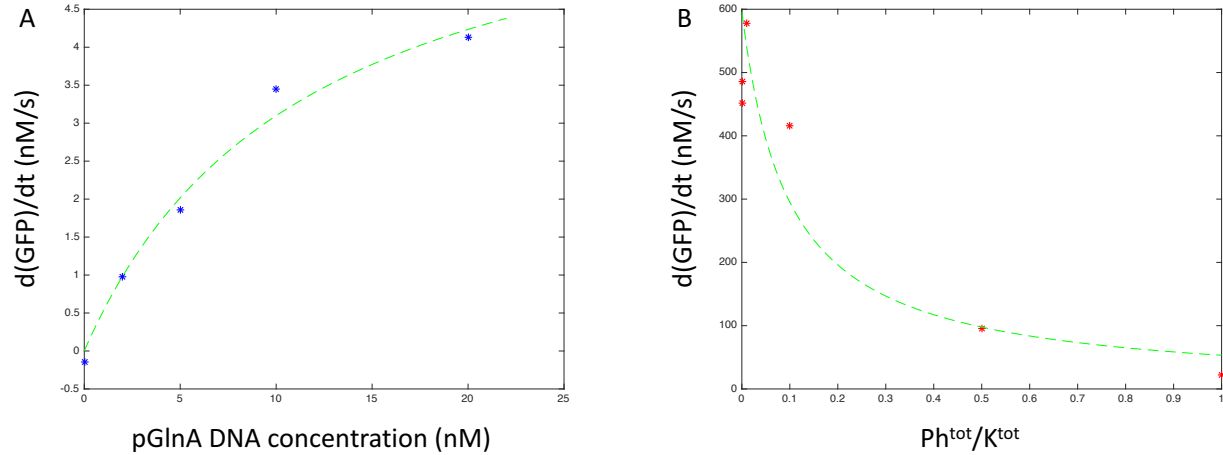 A
d(GFP)/dt (nM/s)
4.5
4
3.5
3
2.5
2
1.5
1
0.5
0
-0.5
0 5 10 15 20 25
pGlnA DNA concentration (nM)
B
d(GFP)/dt (nM/s)
600
500
400
300
200
100
0
0 0.1 0.2 0.3 0.4 0.5 0.6 0.7 0.8 0.9 1
Ph^tot/K^tot